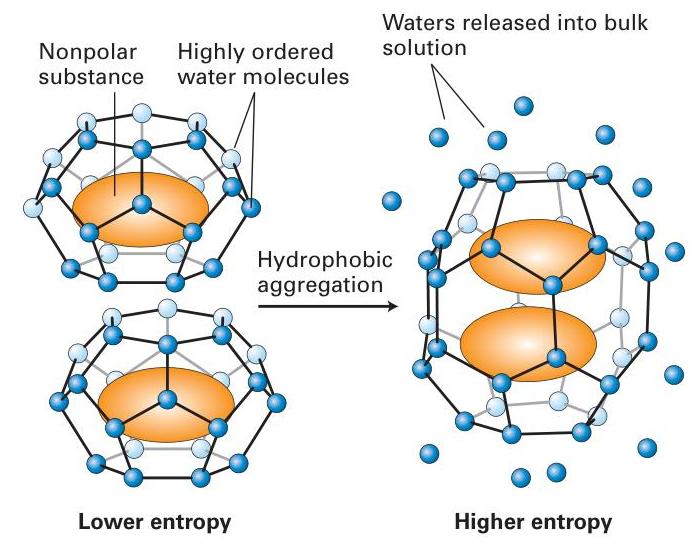 Nonpolar
substance
Highly ordered
water molecules
Waters released into bulk
solution
Hydrophobic
aggregation
Lower entropy
Higher entropy